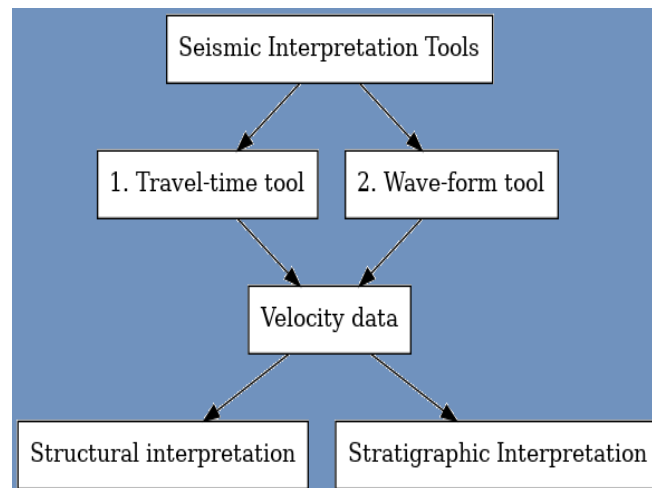 Seismic Interpretation Tools
1. Travel-time tool
2. Wave-form tool
Velocity data
Structural interpretation
Stratigraphic Interpretation